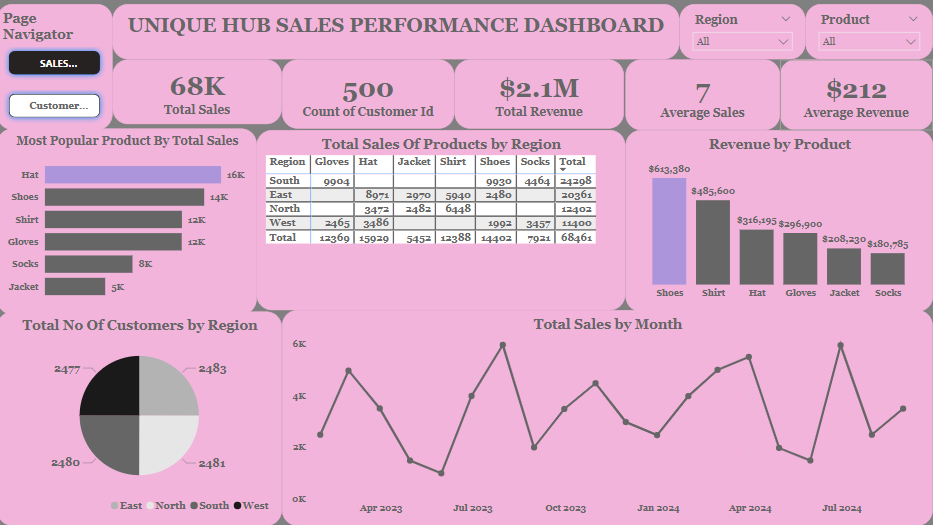 Page
Navigator
SALES...
Customer...
UNIQUE HUB SALES PERFORMANCE DASHBOARD
Region
All
Product
All
68K
Total Sales
500
Count of Customer Id
$2.1M
Total Revenue
7
Average Sales
$212
Average Revenue
Most Popular Product By Total Sales
Hat 16K
Shoes 14K
Shirt 12K
Gloves 12K
Socks 8K
Jacket 5K
Total Sales Of Products by Region
Region Gloves Hat Jacket Shirt Shoes Socks Total
South 9904 9930 4464 24298
East 8971 2970 5940 2480 20361
North 3472 2482 6448 12402
West 2465 3486 1992 3457 11400
Total 12369 15929 5452 12388 14402 7921 68461
Revenue by Product
$613,380
$485,600
$316,195 $296,900
$208,230 $180,785
Shoes Shirt Hat Gloves Jacket Socks
Total No Of Customers by Region
2477 2483
2480 2481
East North South West
Total Sales by Month
6K
4K
2K
0K
Apr 2023 Jul 2023 Oct 2023 Jan 2024 Apr 2024 Jul 2024